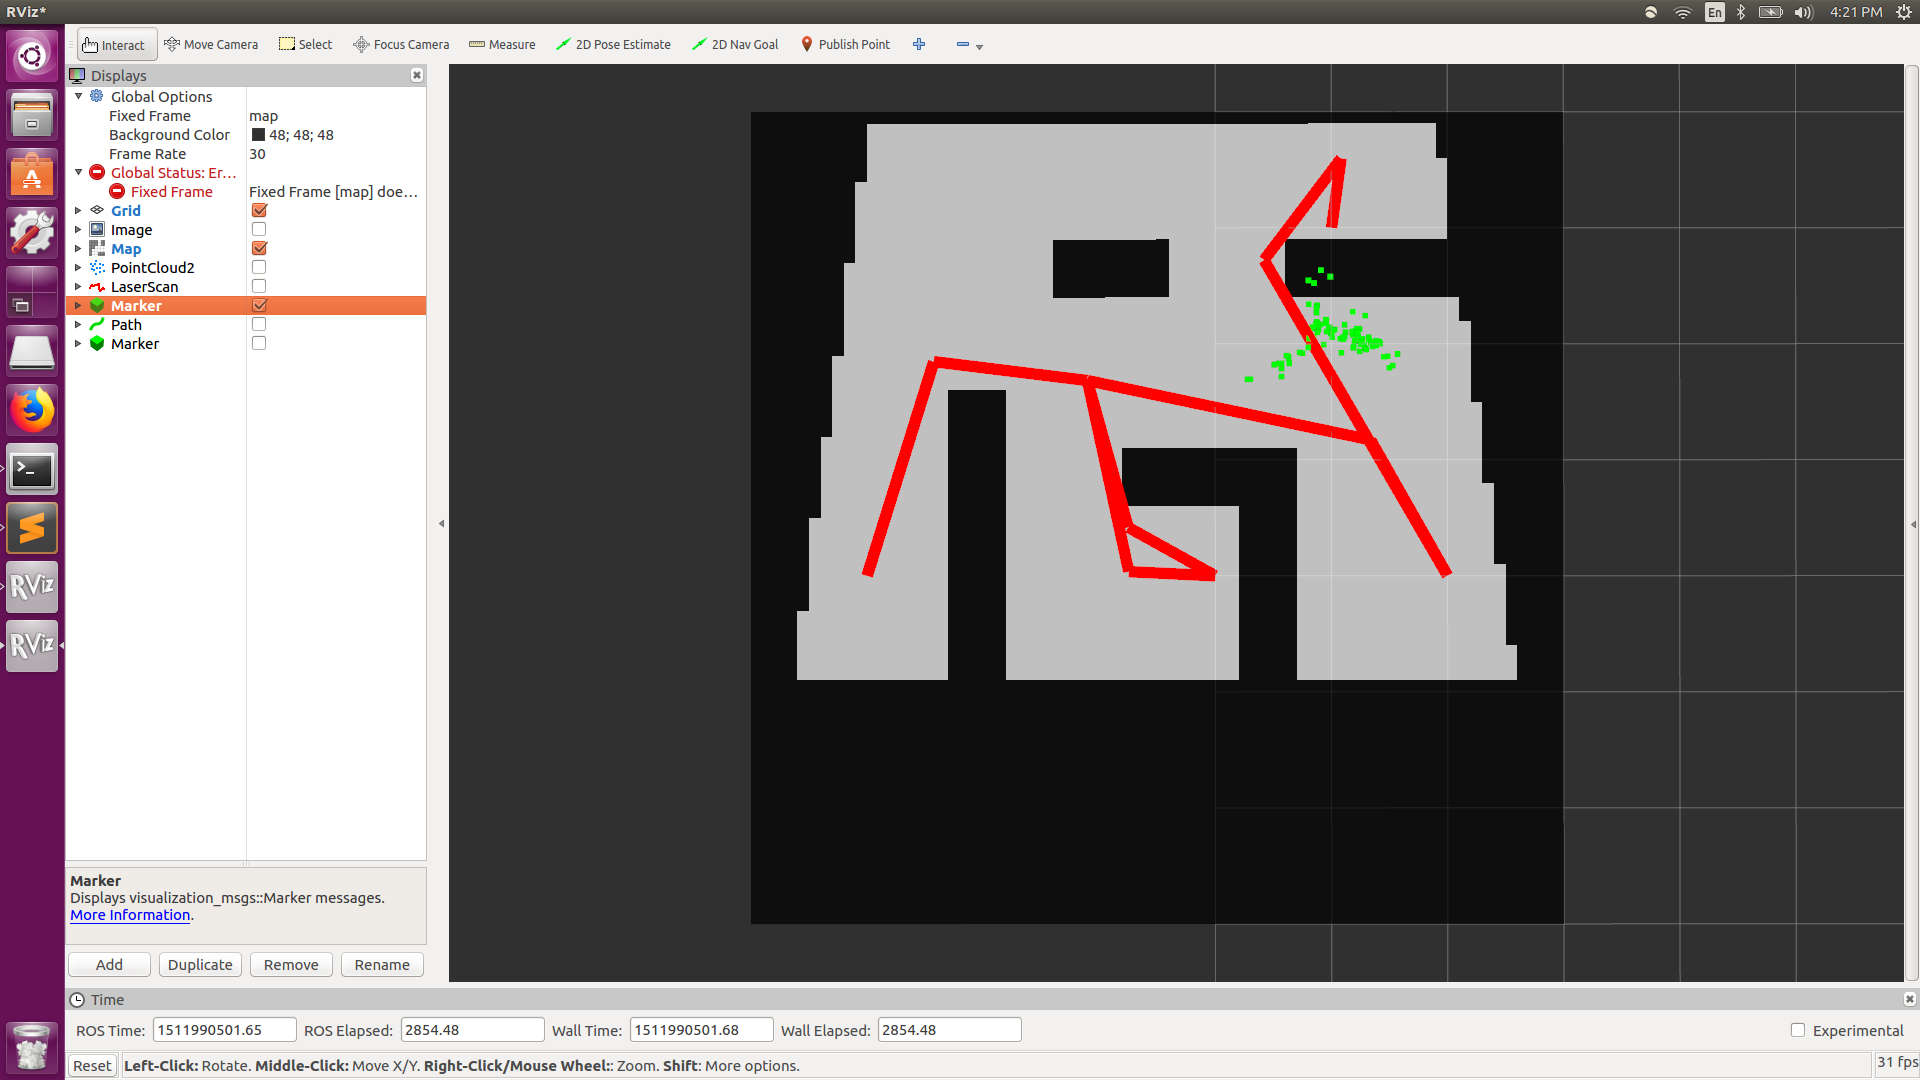 RViz*
En
4:21 PM
Interact Move Camera Select Focus Camera Measure 2D Pose Estimate 2D Nav Goal Publish Point
Displays
Global Options
Fixed Frame map
Background Color 48; 48; 48
Frame Rate 30
Global Status: Er...
Fixed Frame Fixed Frame [map] doe...
Grid
Image
Map
PointCloud2
LaserScan
Marker
Path
Marker
RViz
RViz
Marker
Displays visualization_msgs::Marker messages.
More Information.
Add Duplicate Remove Rename
Time
ROS Time: 1511990501.65 ROS Elapsed: 2854.48 Wall Time: 1511990501.68 Wall Elapsed: 2854.48 Experimental
Reset Left-Click: Rotate. Middle-Click: Move X/Y. Right-Click/Mouse Wheel:: Zoom. Shift: More options. 31 fps